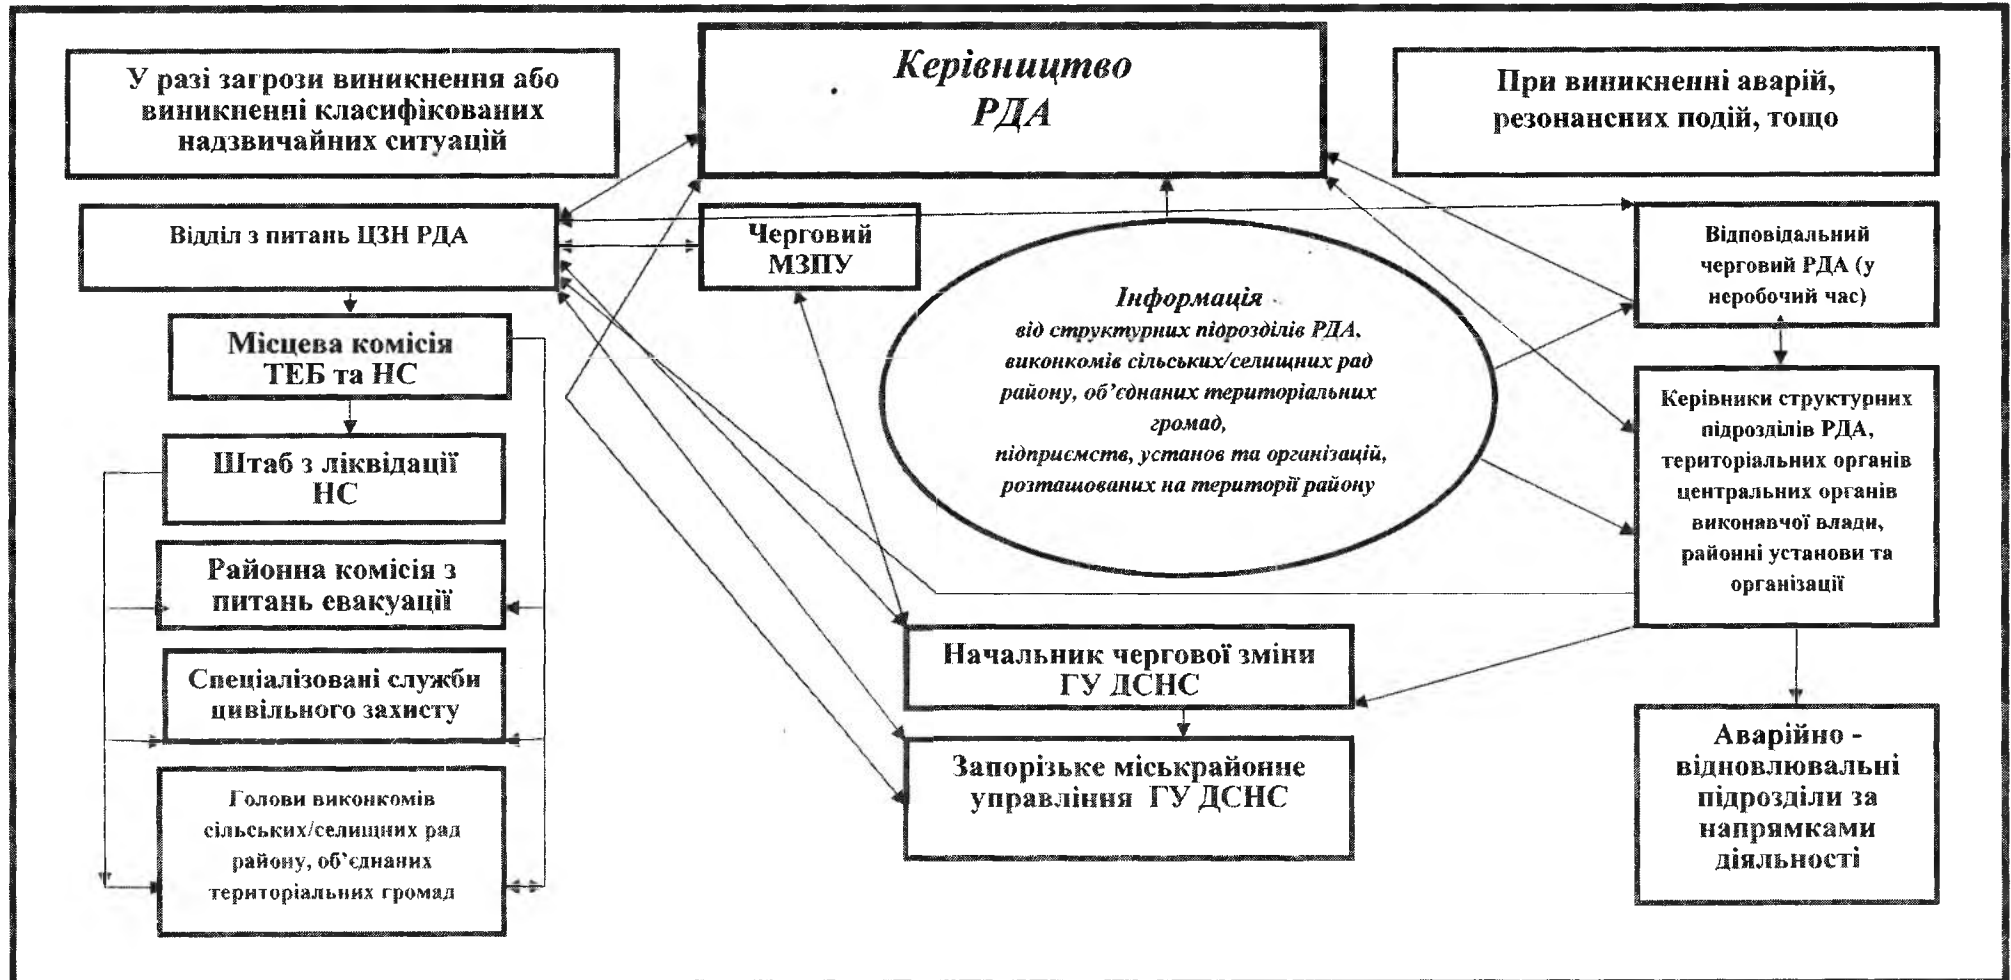 У разі загрози виникнення або
виникненні класифікованих
надзвичайних ситуацій
Керівництво
РДА
При виникненні аварій,
резонансних подій, тощо
Відділ з питань ЦЗН РДА
Черговий
МЗПУ
Відповідальний
черговий РДА (у
неробочий час)
Інформація
від структурних підрозділів РДА,
виконкомів сільських/селищних рад
району, об’єднаних територіальних
громад,
підприємств, установ та організацій,
розташованих на території району
Місцева комісія
ТЕБ та НС
Штаб з ліквідації
НС
Районна комісія з
питань евакуації
Спеціалізовані служби
цивільного захисту
Голови виконкомів
сільських/селищних рад
району, об’єднаних
територіальних громад
Керівники структурних
підрозділів РДА,
територіальних органів
центральних органів
виконавчої влади,
районні установи та
організації
Начальник чергової зміни
ГУ ДСНС
Запорізьке міськрайонне
управління ГУ ДСНС
Аварійно -
відновлювальні
підрозділи за
напрямками
діяльності